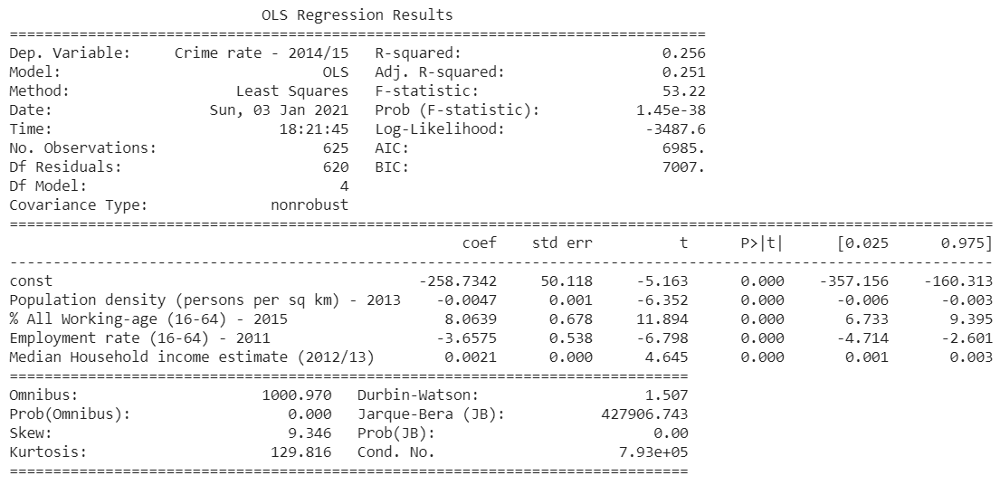 OLS Regression Results
==============================================================================
Dep. Variable:     Crime rate - 2014/15   R-squared:                       0.256
Model:                              OLS   Adj. R-squared:                  0.251
Method:                   Least Squares   F-statistic:                     53.22
Date:                  Sun, 03 Jan 2021   Prob (F-statistic):           1.45e-38
Time:                          18:21:45   Log-Likelihood:                -3487.6
No. Observations:                   625   AIC:                             6985.
Df Residuals:                       620   BIC:                             7007.
Df Model:                             4
Covariance Type:              nonrobust
==============================================================================
coef    std err          t      P>|t|      [0.025      0.975]
------------------------------------------------------------------------------
const                                          -258.7342     50.118     -5.163      0.000    -357.156    -160.313
Population density (persons per sq km) - 2013    -0.0047      0.001     -6.352      0.000      -0.006      -0.003
% All Working-age (16-64) - 2015                  8.0639      0.678     11.894      0.000       6.733       9.395
Employment rate (16-64) - 2011                   -3.6575      0.538     -6.798      0.000      -4.714      -2.601
Median Household income estimate (2012/13)        0.0021      0.000      4.645      0.000       0.001       0.003
==============================================================================
Omnibus:                     1000.970   Durbin-Watson:                   1.507
Prob(Omnibus):                  0.000   Jarque-Bera (JB):           427906.743
Skew:                           9.346   Prob(JB):                         0.00
Kurtosis:                     129.816   Cond. No.                     7.93e+05
==============================================================================